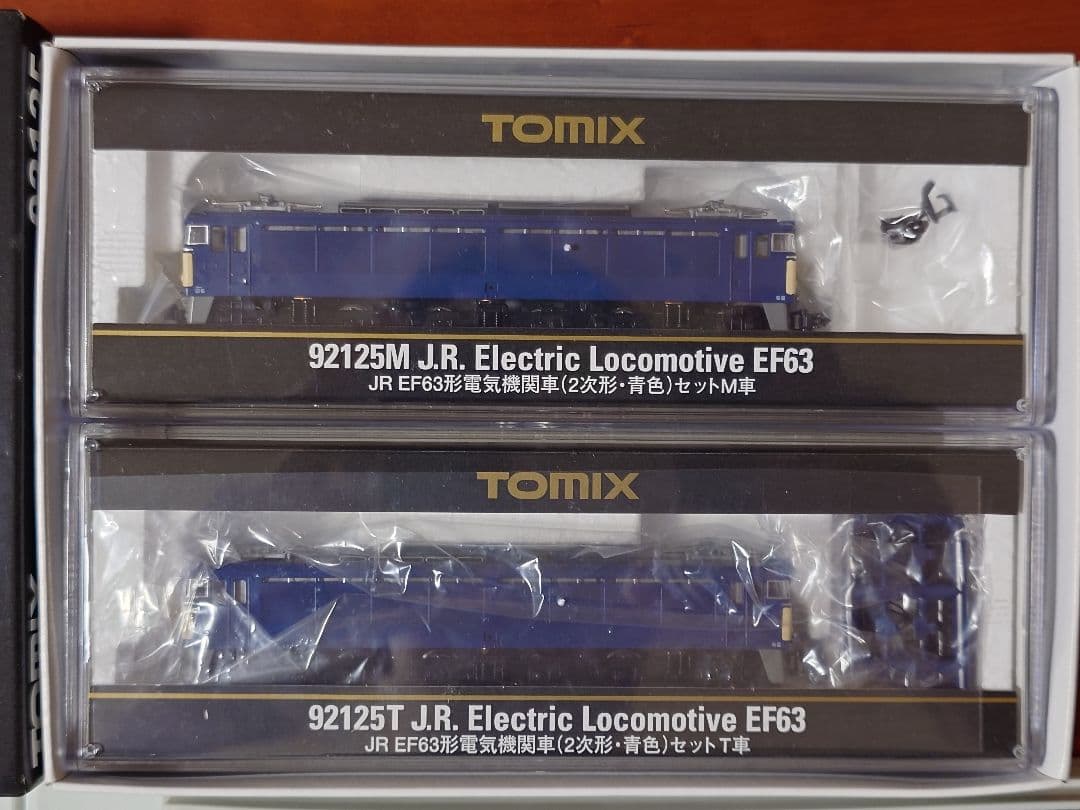 92125
TOMIX
TOMIX
92125M J.R. Electric Locomotive EF63
JR EF63形電気機関車(2次形・青色)セットM車
TOMIX
92125T J.R. Electric Locomotive EF63
JR EF63形電気機関車(2次形・青色)セットT車